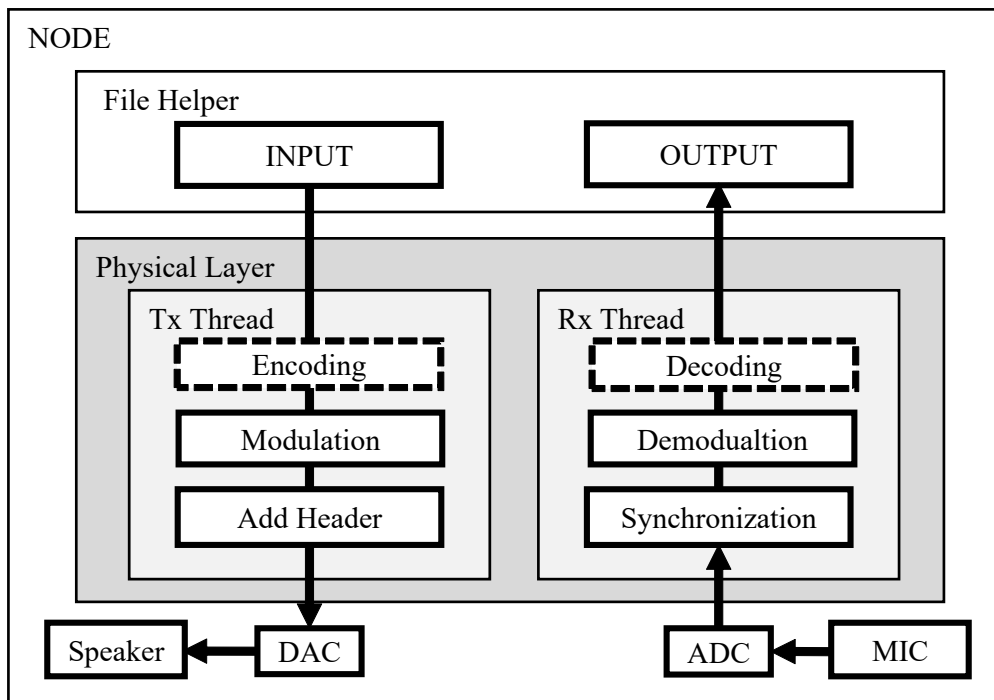 NODE
File Helper
INPUT
OUTPUT
Physical Layer
Tx Thread
Rx Thread
Encoding
Decoding
Modulation
Demodualtion
Add Header
Synchronization
Speaker
DAC
ADC
MIC